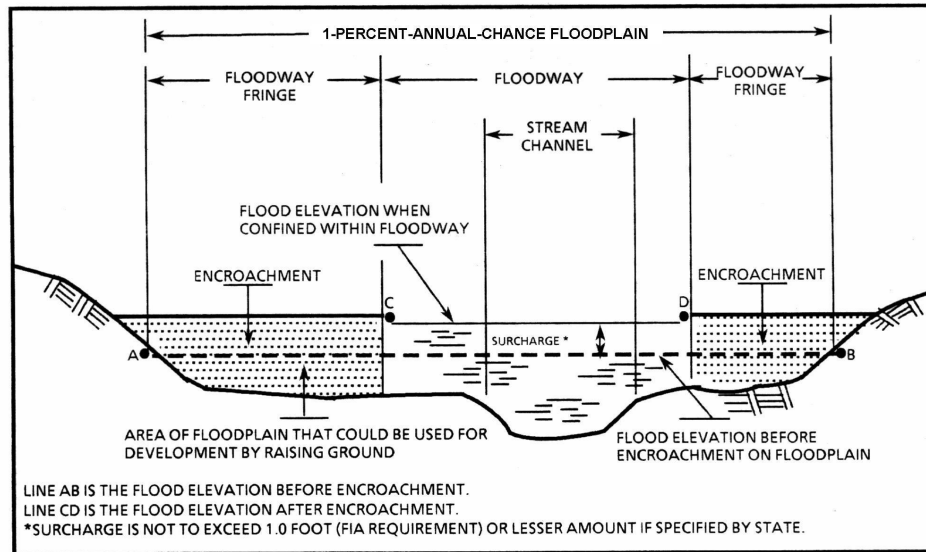 1-PERCENT-ANNUAL-CHANCE FLOODPLAIN
FLOODWAY
FRINGE
FLOODWAY
FLOODWAY
FRINGE
STREAM
CHANNEL
FLOOD ELEVATION WHEN
CONFINED WITHIN FLOODWAY
ENCROACHMENT
ENCROACHMENT
C
D
SURCHARGE *
A
B
AREA OF FLOODPLAIN THAT COULD BE USED FOR
DEVELOPMENT BY RAISING GROUND
FLOOD ELEVATION BEFORE
ENCROACHMENT ON FLOODPLAIN
LINE AB IS THE FLOOD ELEVATION BEFORE ENCROACHMENT.
LINE CD IS THE FLOOD ELEVATION AFTER ENCROACHMENT.
*SURCHARGE IS NOT TO EXCEED 1.0 FOOT (FIA REQUIREMENT) OR LESSER AMOUNT IF SPECIFIED BY STATE.